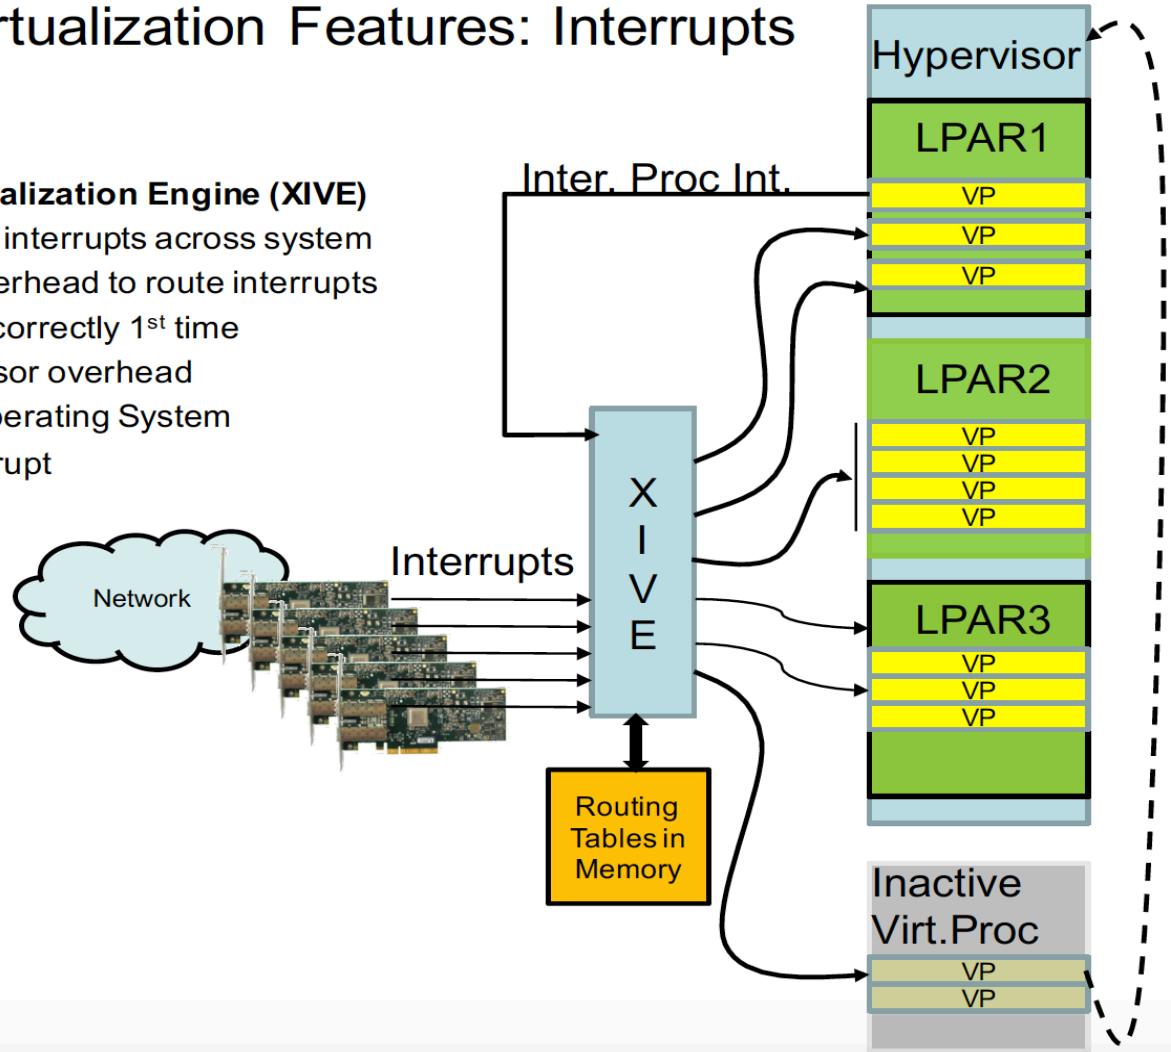 rtualization Features: Interrupts
alization Engine (XIVE)
interrupts across system
erhead to route interrupts
correctly 1st time
sor overhead
perating System
rupt
Hypervisor
LPAR1
VP
VP
VP
Inter. Proc Int.
LPAR2
VP
VP
VP
VP
X
I
V
E
Interrupts
Network
LPAR3
VP
VP
VP
Routing
Tables in
Memory
Inactive
Virt.Proc
VP
VP